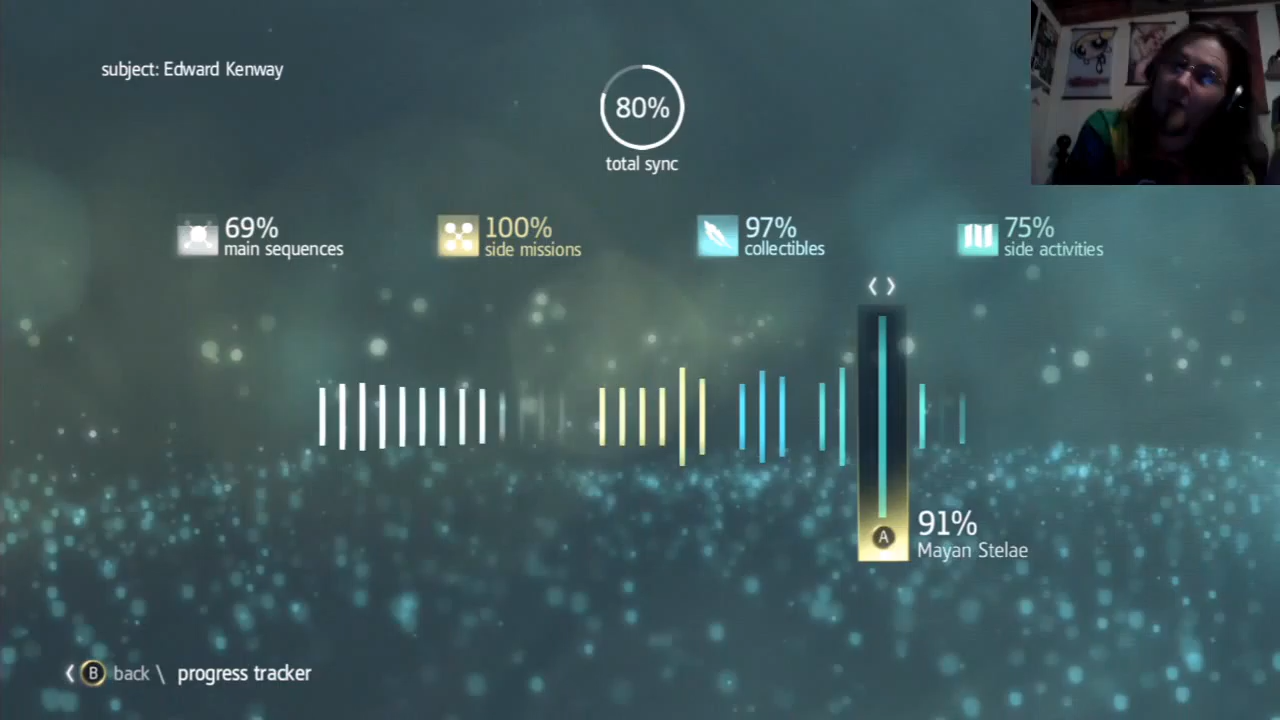 subject: Edward Kenway
80%
total sync
69%
main sequences
100%
side missions
97%
collectibles
75%
side activities
A
91%
Mayan Stelae
B back \ progress tracker